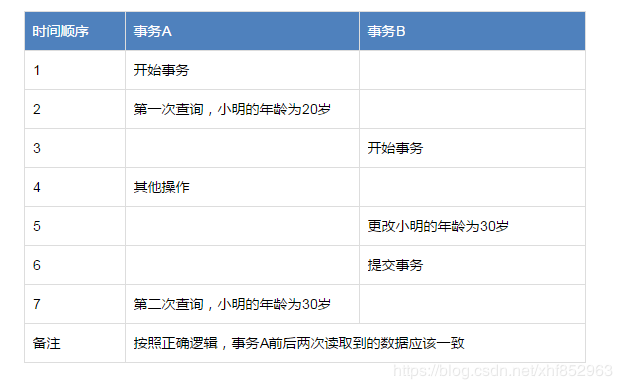 时间顺序 事务A 事务B
1 开始事务
2 第一次查询，小明的年龄为20岁
3 开始事务
4 其他操作
5 更改小明的年龄为30岁
6 提交事务
7 第二次查询，小明的年龄为30岁
备注 按照正确逻辑，事务A前后两次读取到的数据应该一致
https://blog.csdn.net/xhf852963